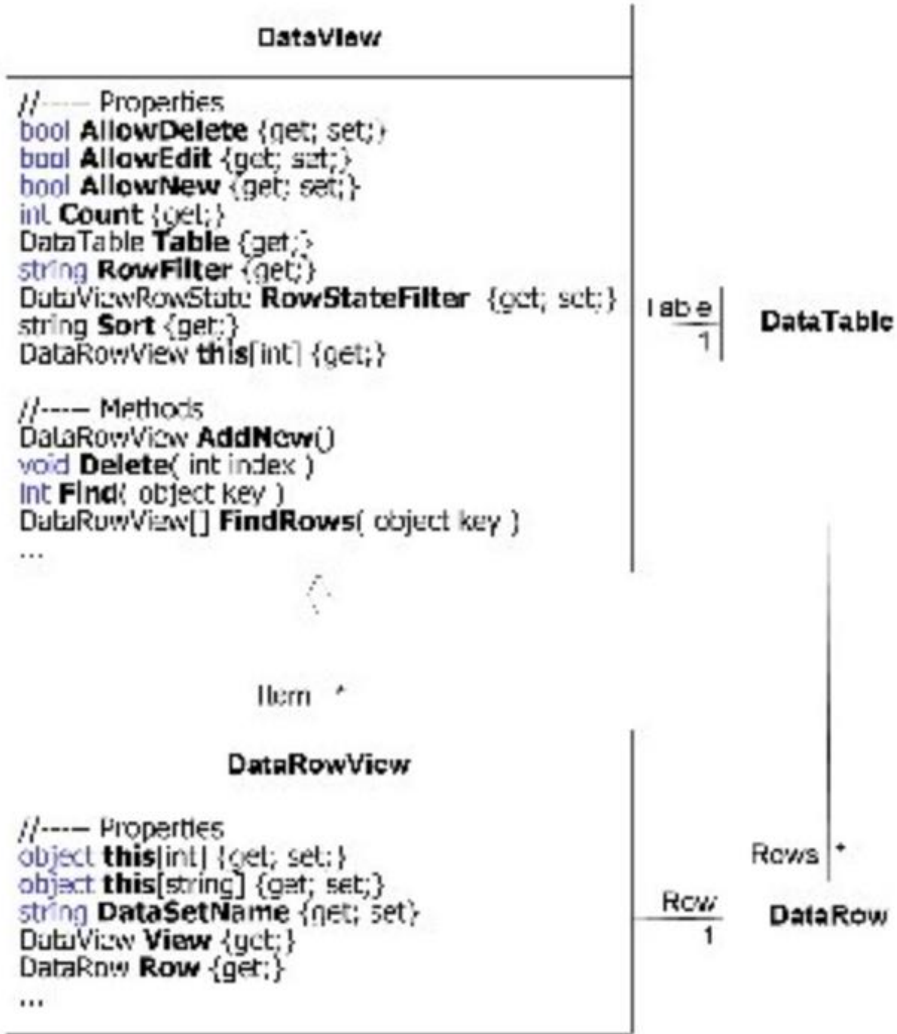 DataView
//----- Properties
bool AllowDelete {get; set;}
bool AllowEdit {get; set;}
bool AllowNew {get; set;}
int Count {get;}
DataTable Table {get;}
string RowFilter {get;}
DataViewRowState RowStateFilter {get; set;}
string Sort {get;}
DataRowView this[int] {get;}
//----- Methods
DataRowView AddNew()
void Delete( int index )
int Find( object key )
DataRowView[] FindRows( object key )
...
Table
1
DataTable
Item *
DataRowView
//----- Properties
object this[int] {get; set;}
object this[string] {get; set;}
string DataSetName {get; set}
DataView View {get;}
DataRow Row {get;}
...
Rows *
Row
1
DataRow